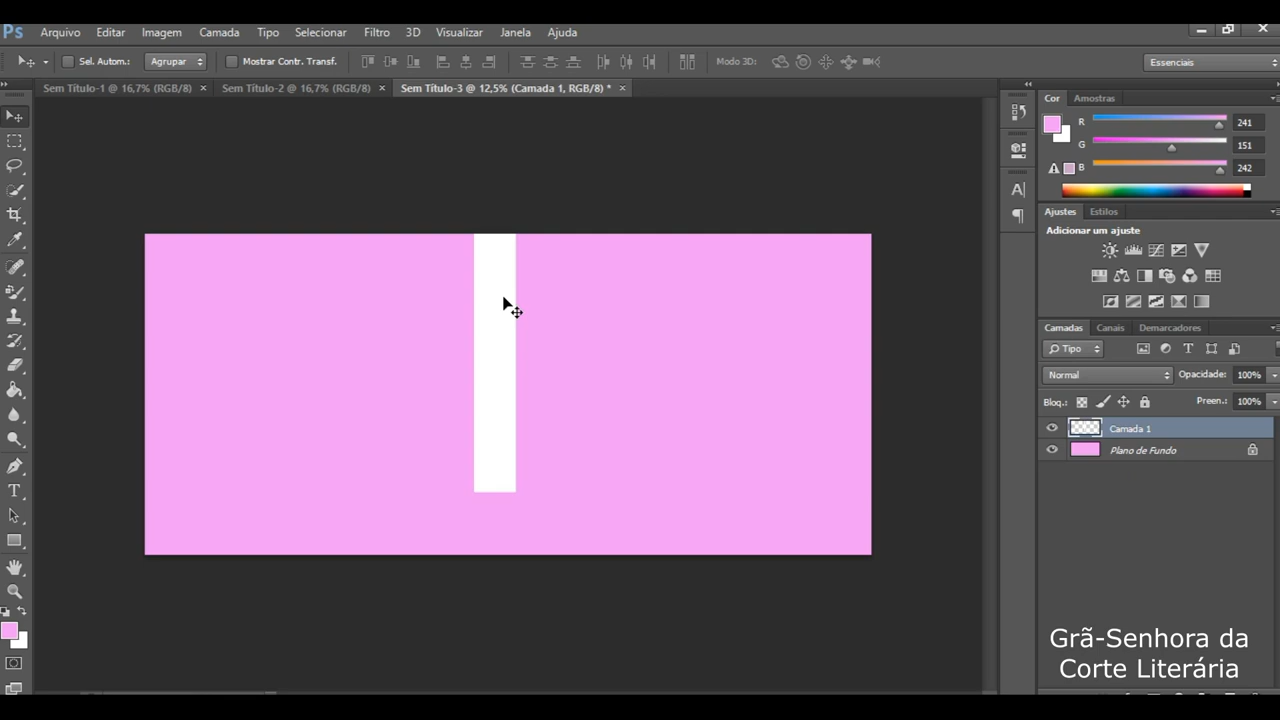 Ps Arquivo Editar Imagem Camada Tipo Selecionar Filtro 3D Visualizar Janela Ajuda
Sel. Autom.: Agrupar Mostrar Contr. Transf. Modo 3D: Essenciais
Sem Título-1 @ 16,7% (RGB/8) × Sem Título-2 @ 16,7% (RGB/8) × Sem Título-3 @ 12,5% (Camada 1, RGB/8) * ×
Cor Amostras
R 241
G 151
B 242
Ajustes Estilos
Adicionar um ajuste
Camadas Canais Demarcadores
Tipo
Normal Opacidade: 100%
Bloq.: Preen.: 100%
Camada 1
Plano de Fundo
Grã-Senhora da
Corte Literária